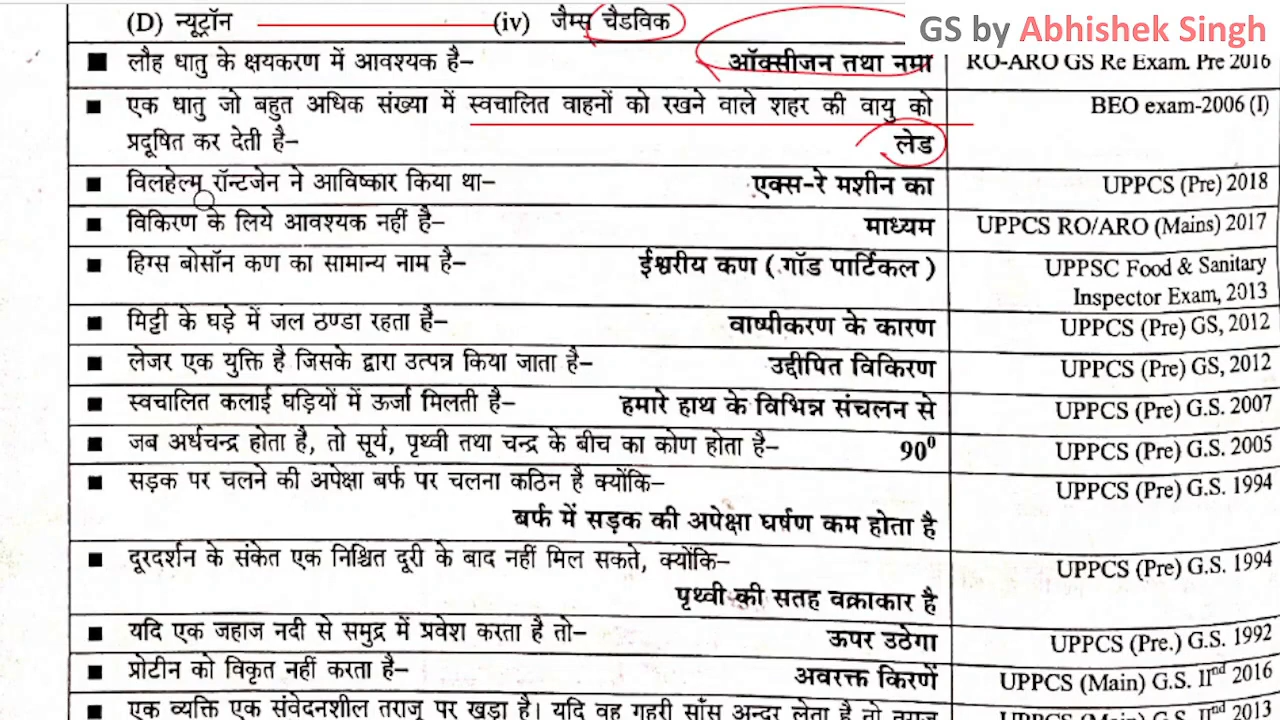 (D) न्यूट्रॉन (iv) जैम्स चैडविक
GS by Abhishek Singh
■ लौह धातु के क्षयकरण में आवश्यक है– ऑक्सीजन तथा नमी RO-ARO GS Re Exam. Pre 2016
■ एक धातु जो बहुत अधिक संख्या में स्वचालित वाहनों को रखने वाले शहर की वायु को BEO exam-2006 (I)
प्रदूषित कर देती है– लेड
■ विलहेल्म रॉन्टजेन ने आविष्कार किया था– एक्स-रे मशीन का UPPCS (Pre) 2018
■ विकिरण के लिये आवश्यक नहीं है– माध्यम UPPCS RO/ARO (Mains) 2017
■ हिग्स बोसॉन कण का सामान्य नाम है– ईश्वरीय कण (गॉड पार्टिकल) UPPSC Food & Sanitary
Inspector Exam, 2013
■ मिट्टी के घड़े में जल ठण्डा रहता है– वाष्पीकरण के कारण UPPCS (Pre) GS, 2012
■ लेजर एक युक्ति है जिसके द्वारा उत्पन्न किया जाता है– उद्दीपित विकिरण UPPCS (Pre) GS, 2012
■ स्वचालित कलाई घड़ियों में ऊर्जा मिलती है– हमारे हाथ के विभिन्न संचलन से UPPCS (Pre) G.S. 2007
■ जब अर्धचन्द्र होता है, तो सूर्य, पृथ्वी तथा चन्द्र के बीच का कोण होता है– 90⁰ UPPCS (Pre) G.S. 2005
■ सड़क पर चलने की अपेक्षा बर्फ पर चलना कठिन है क्योंकि– UPPCS (Pre) G.S. 1994
बर्फ में सड़क की अपेक्षा घर्षण कम होता है
■ दूरदर्शन के संकेत एक निश्चित दूरी के बाद नहीं मिल सकते, क्योंकि– UPPCS (Pre) G.S. 1994
पृथ्वी की सतह वक्राकार है
■ यदि एक जहाज नदी से समुद्र में प्रवेश करता है तो– ऊपर उठेगा UPPCS (Pre.) G.S. 1992
■ प्रोटीन को विकृत नहीं करता है– अवरक्त किरणें UPPCS (Main) G.S. IInd 2016
■ एक व्यक्ति एक संवेदनशील तराजू पर खड़ा है। यदि वह गहरी साँस अन्दर लेता है तो UPPCS (Main) G.S. IInd 2013